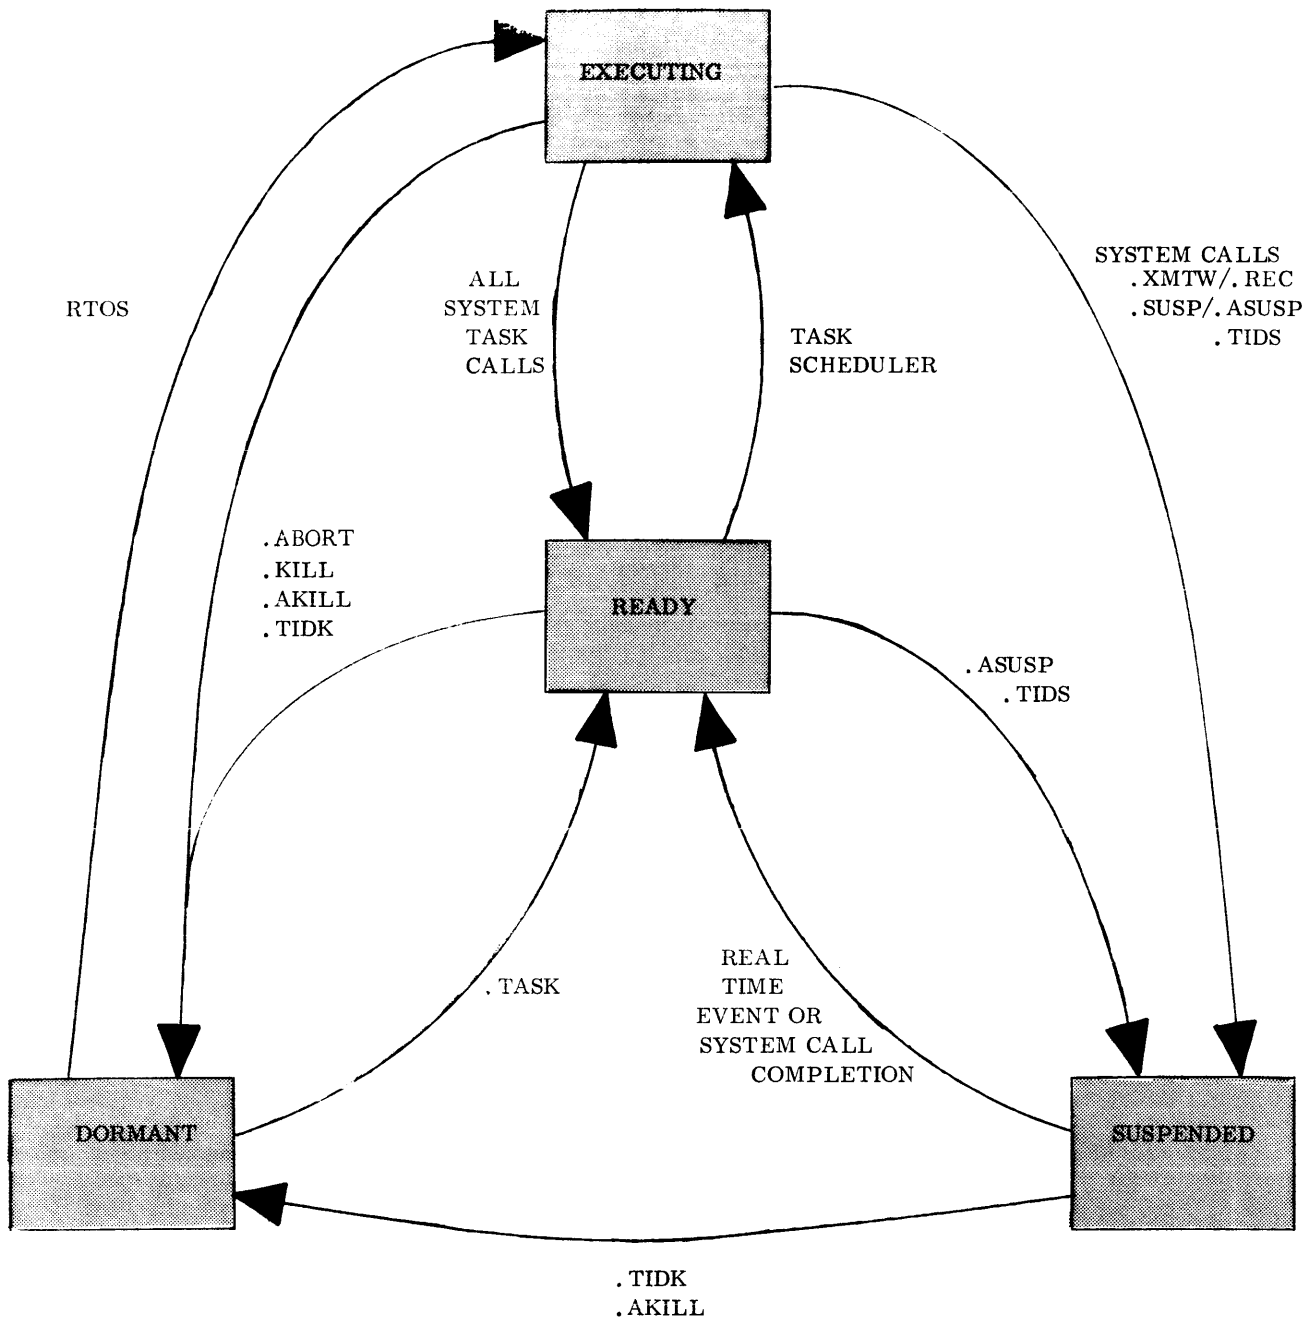 EXECUTING
RTOS
ALL
SYSTEM
TASK
CALLS
TASK
SCHEDULER
SYSTEM CALLS
.XMTW/.REC
.SUSP/.ASUSP
.TIDS
.ABORT
.KILL
.AKILL
.TIDK
READY
.ASUSP
.TIDS
.TASK
REAL
TIME
EVENT OR
SYSTEM CALL
COMPLETION
DORMANT
SUSPENDED
.TIDK
.AKILL